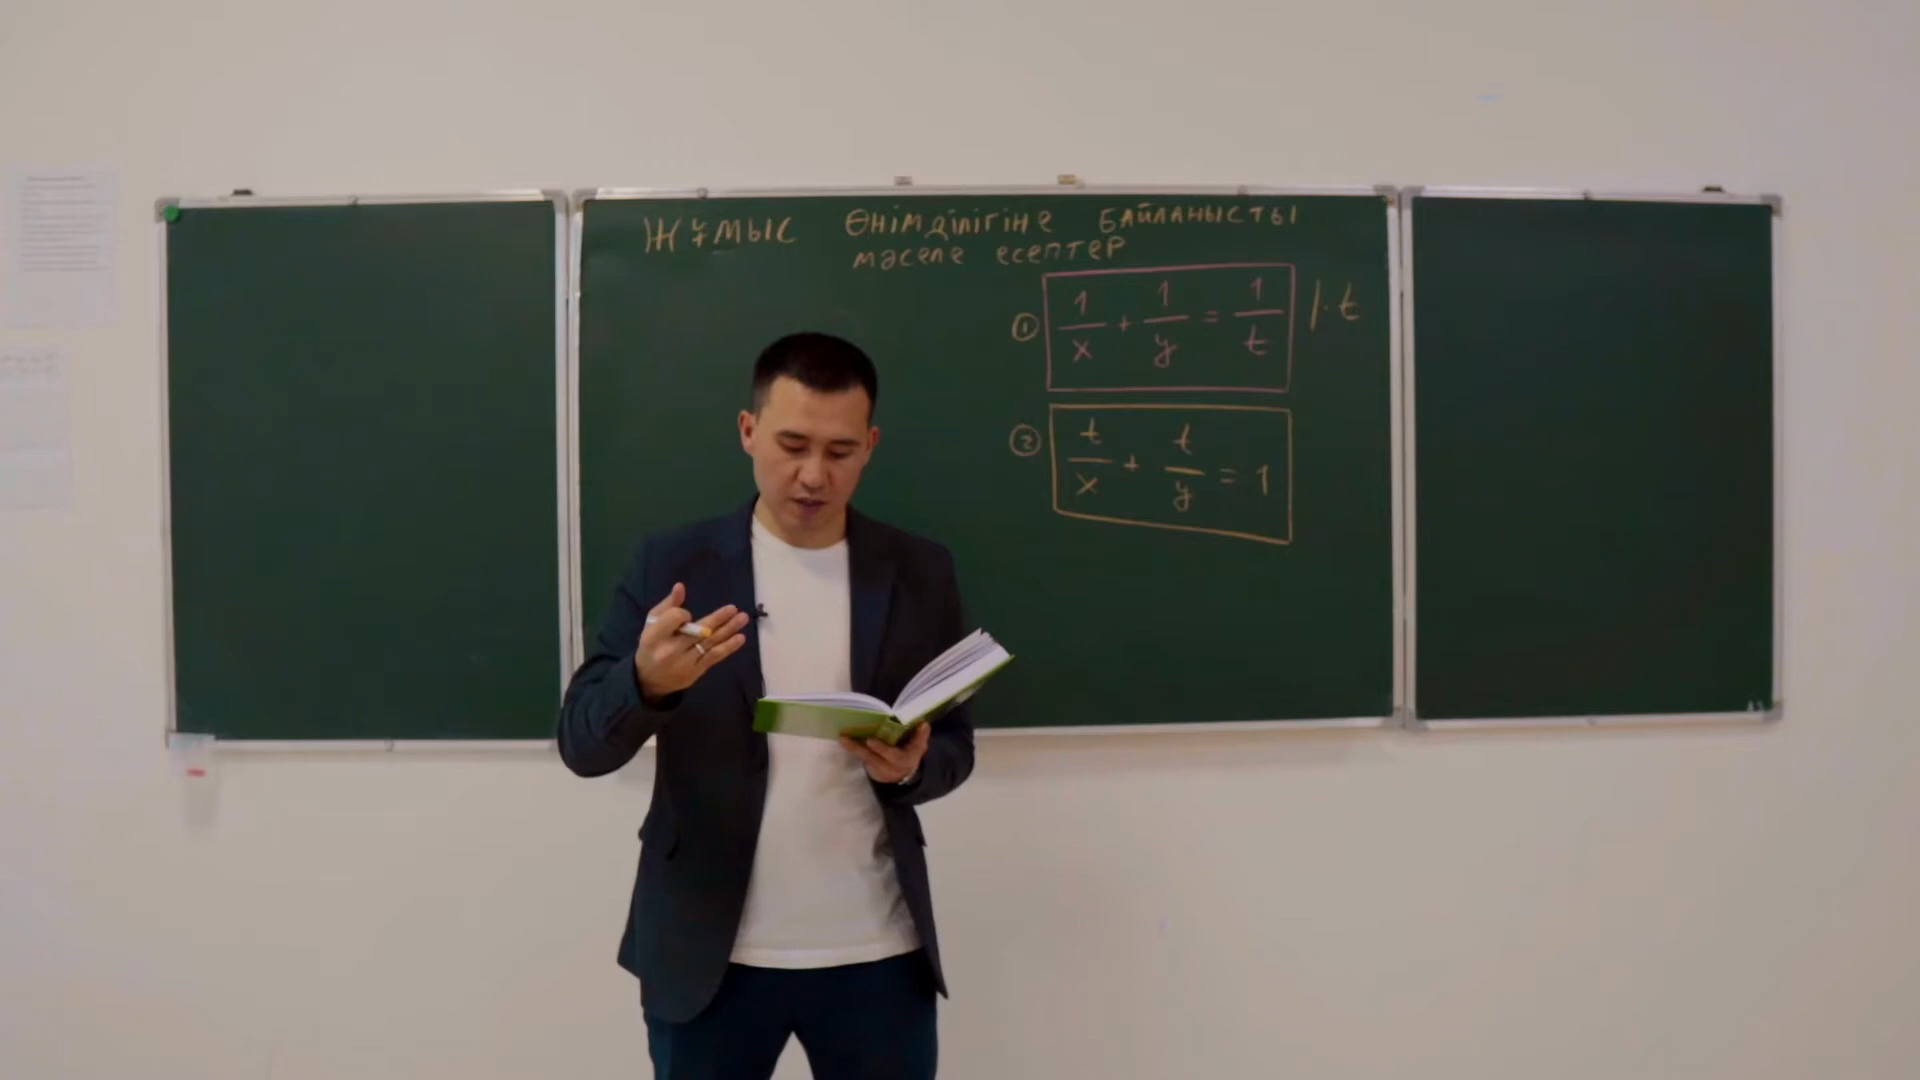 Жұмыс өнімділігіне байланысты
мәселе есептер
① 1/x + 1/y = 1/t |·t
② t/x + t/y = 1